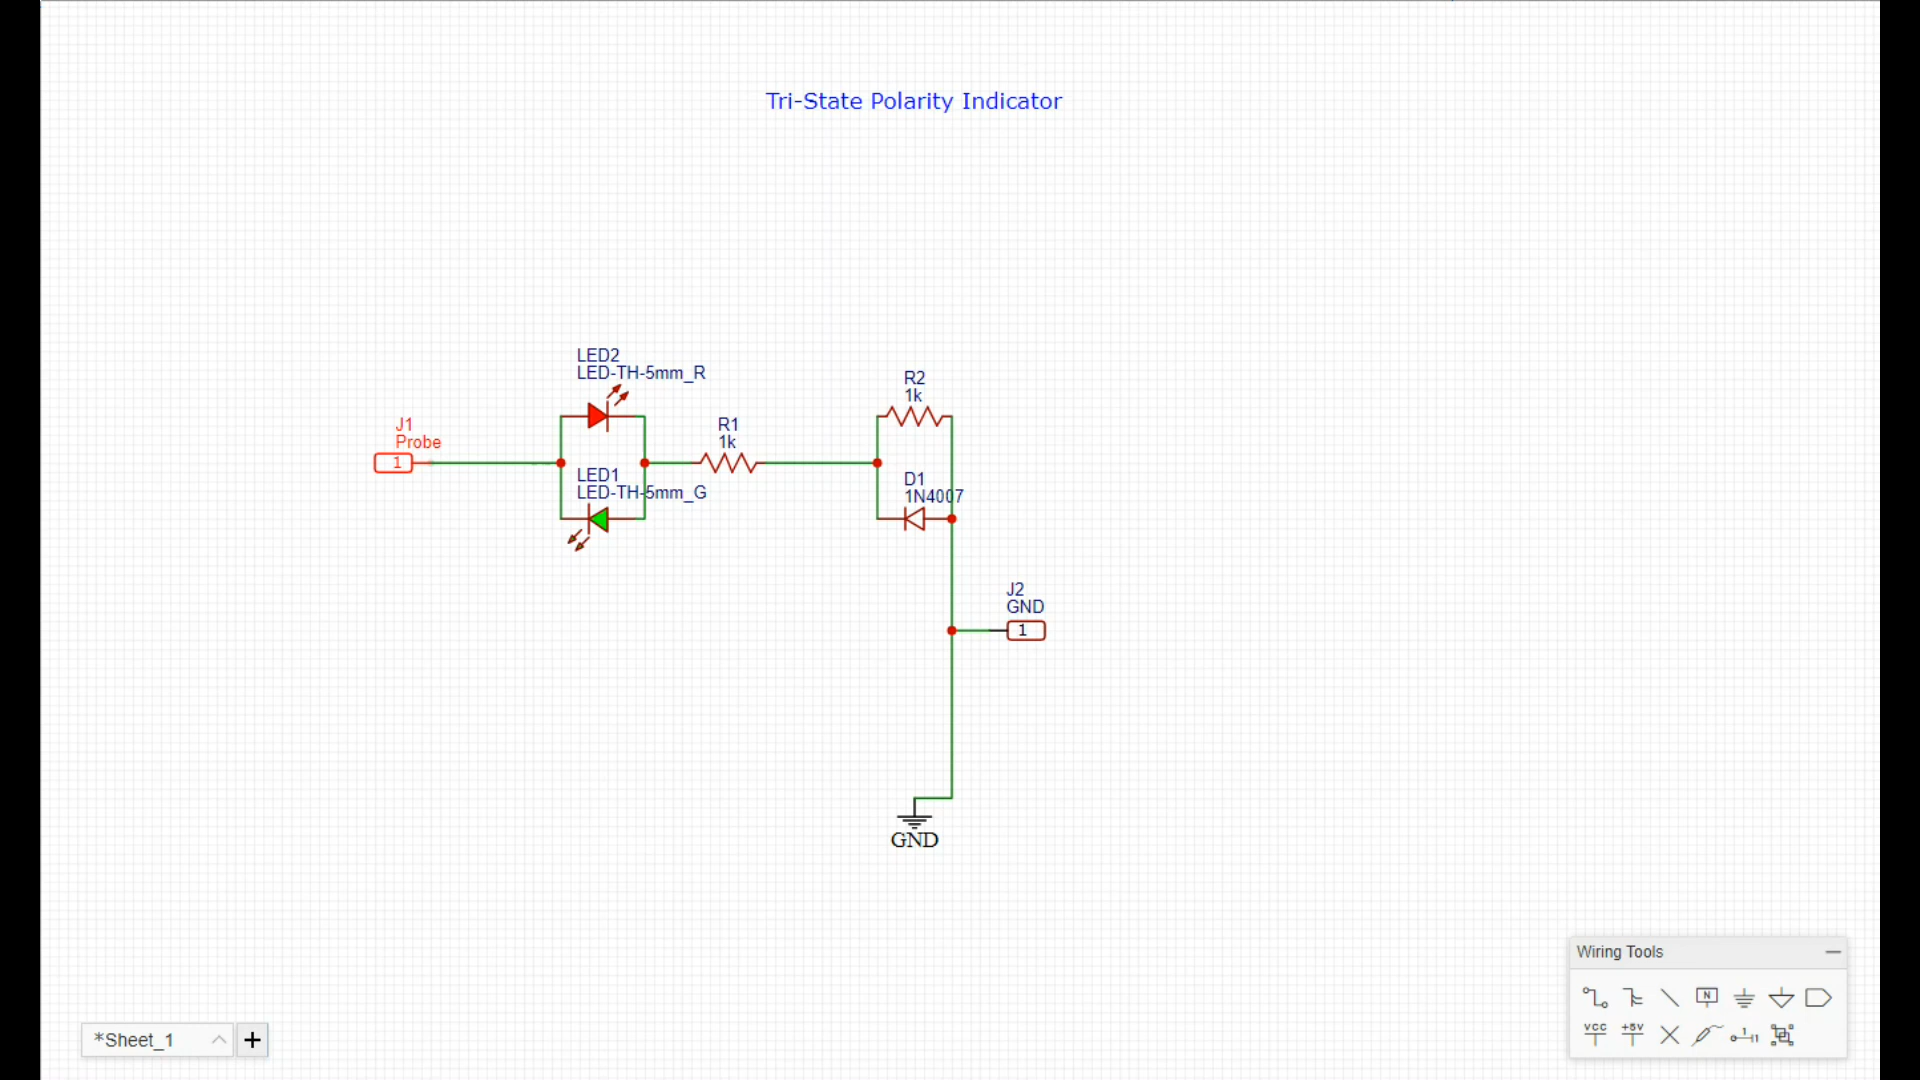 Tri-State Polarity Indicator
LED2
LED-TH-5mm_R
R2
1k
J1
Probe
1
R1
1k
LED1
LED-TH-5mm_G
D1
1N4007
J2
GND
1
GND
Wiring Tools
N
VCC
+5V
1
*Sheet_1